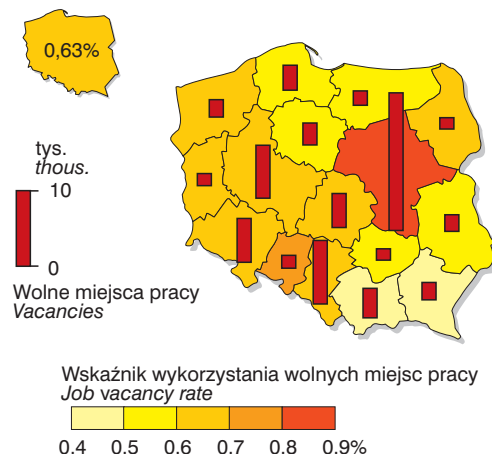 0,63%
tys.
thous.
10
0
Wolne miejsca pracy
Vacancies
Wskaźnik wykorzystania wolnych miejsc pracy
Job vacancy rate
0.4 0.5 0.6 0.7 0.8 0.9%